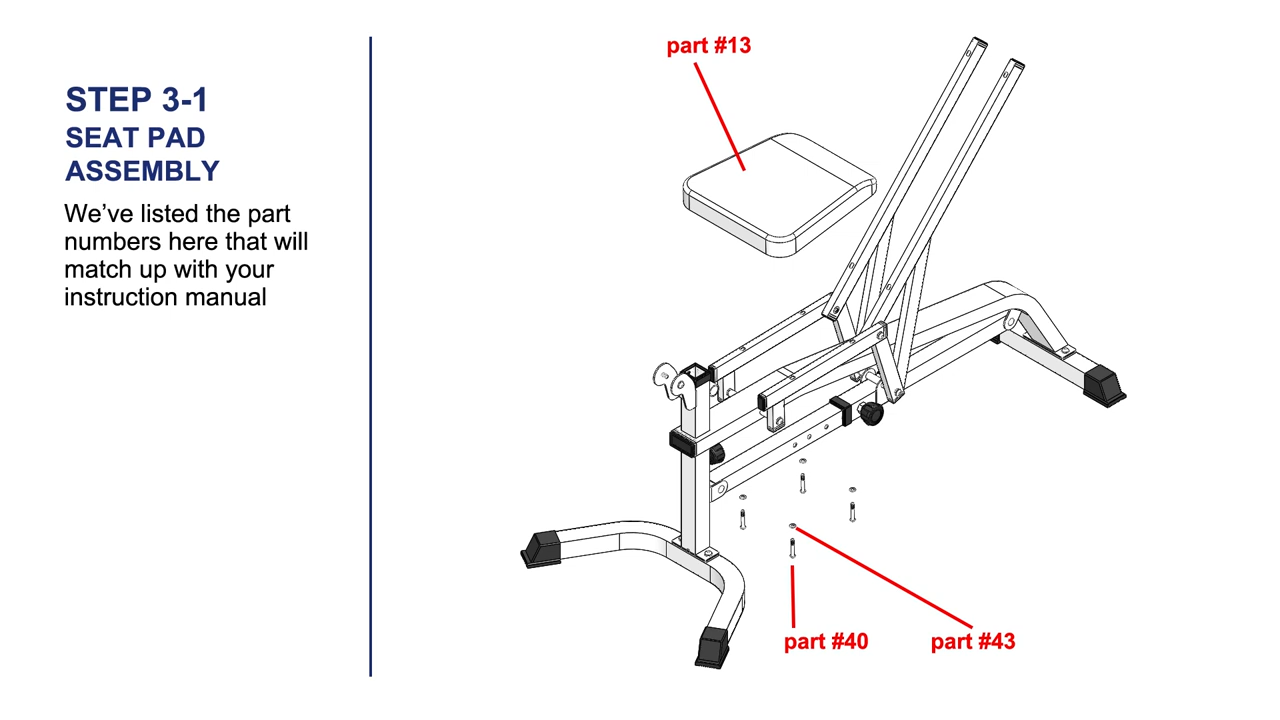 STEP 3-1
SEAT PAD
ASSEMBLY
We’ve listed the part
numbers here that will
match up with your
instruction manual
part #13
part #40
part #43